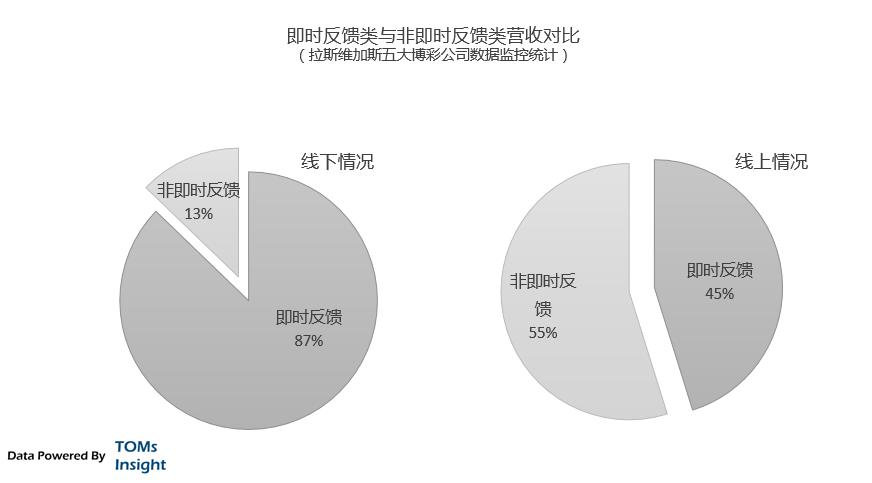 即时反馈类与非即时反馈类营收对比
（拉斯维加斯五大博彩公司数据监控统计）
线下情况
非即时反馈
13%
即时反馈
87%
线上情况
非即时反
馈
55%
即时反馈
45%
Data Powered By
TOMs
Insight